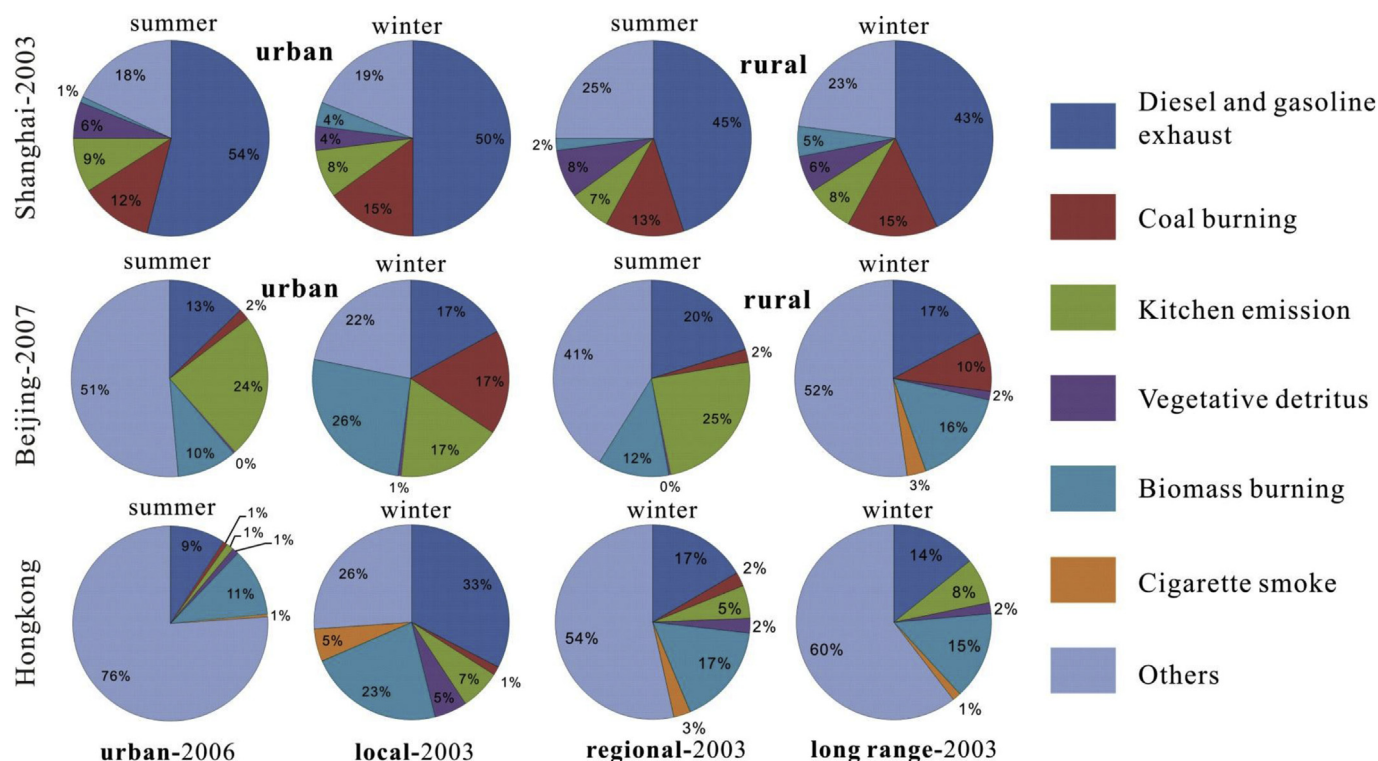 summer
winter
summer
winter
urban
rural
Shanghai-2003
18%
1%
6%
9%
12%
54%
19%
4%
4%
8%
15%
50%
25%
2%
8%
7%
13%
45%
23%
5%
6%
8%
15%
43%
summer
winter
summer
winter
urban
rural
Beijing-2007
13%
2%
24%
0%
10%
51%
17%
17%
17%
1%
26%
22%
20%
2%
25%
0%
12%
41%
17%
10%
2%
16%
3%
52%
summer
winter
winter
winter
Hongkong
9%
1%
1%
1%
11%
1%
76%
33%
1%
7%
5%
23%
5%
26%
17%
2%
5%
2%
17%
3%
54%
14%
8%
2%
15%
1%
60%
urban-2006
local-2003
regional-2003
long range-2003
Diesel and gasoline
exhaust
Coal burning
Kitchen emission
Vegetative detritus
Biomass burning
Cigarette smoke
Others